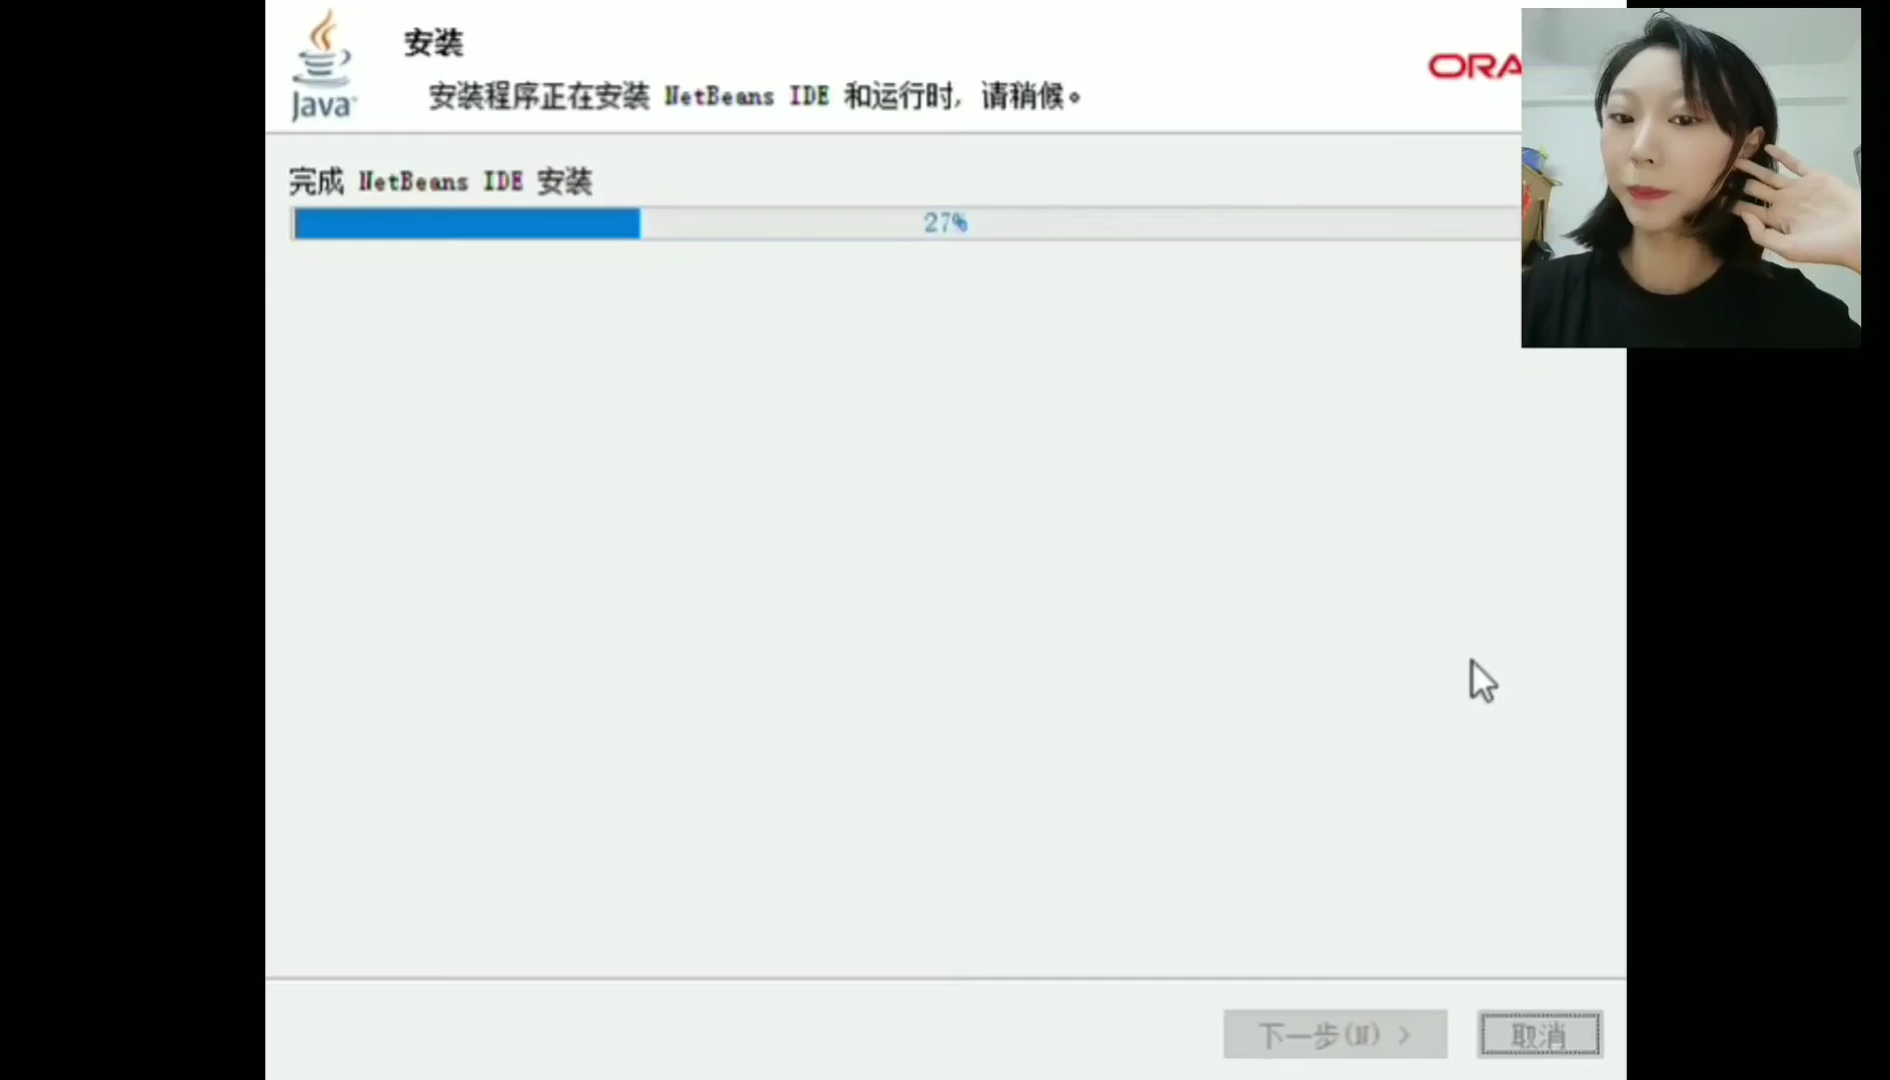 Java
安装
安装程序正在安装 NetBeans IDE 和运行时, 请稍候。
ORA
完成 NetBeans IDE 安装
27%
下一步(N) >
取消